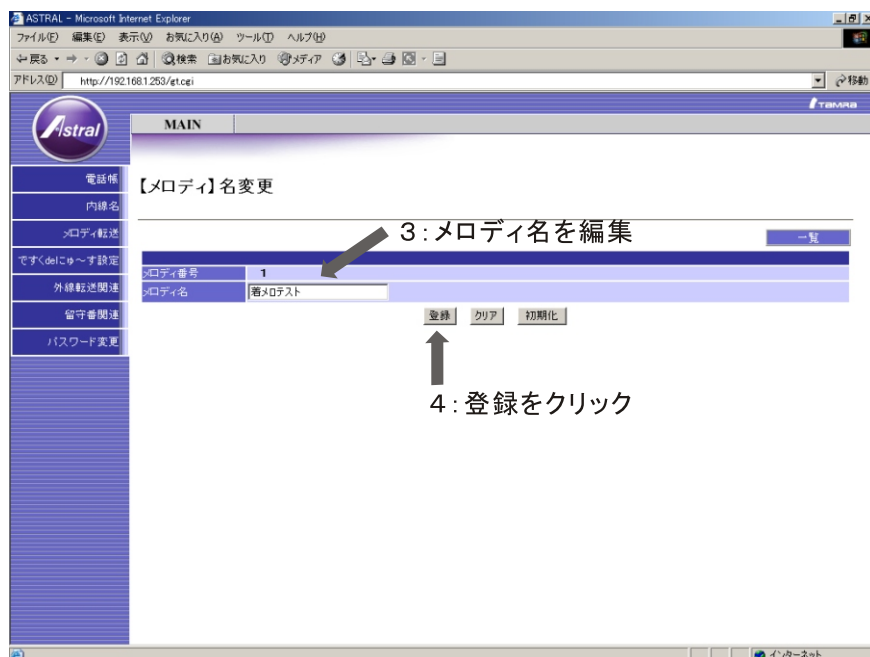 ASTRAL - Microsoft Internet Explorer
ファイル(F) 編集(E) 表示(V) お気に入り(A) ツール(T) ヘルプ(H)
戻る 検索 お気に入り メディア
アドレス(D) http://192.168.1.253/gt.cgi 移動
TAMRA
Astral MAIN
電話帳
【メロディ】名変更
内線名
メロディ転送
3:メロディ名を編集
一覧
ですくdelにゅ~す設定
メロディ番号 1
外線転送関連
メロディ名 着メロテスト
留守番関連
登録 クリア 初期化
パスワード変更
4:登録をクリック
インターネット